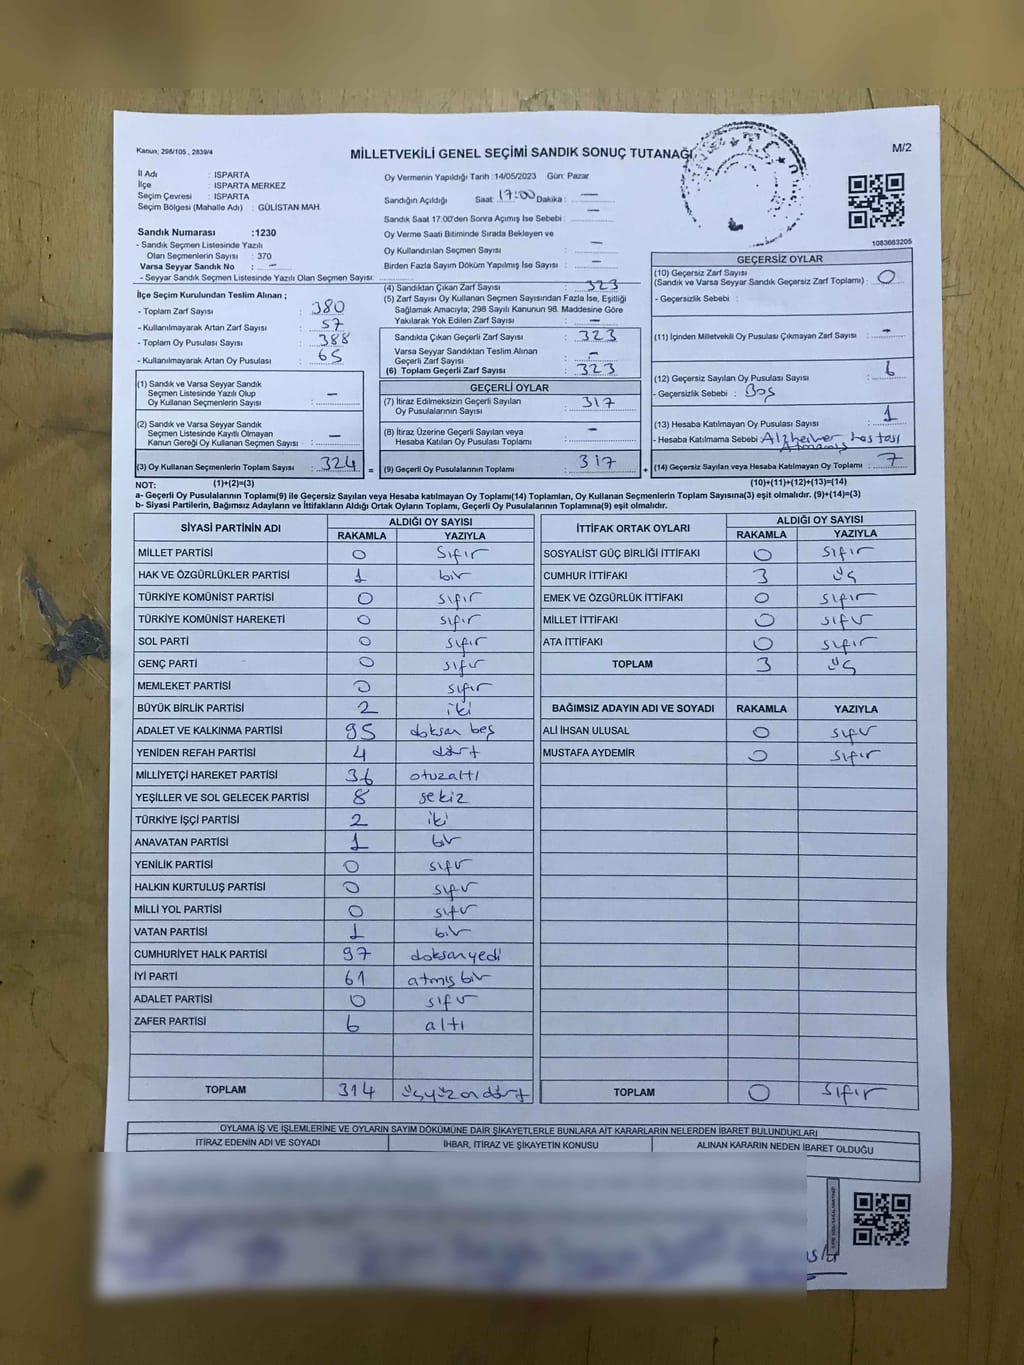 Kanun; 298/105 , 2839/4
MİLLETVEKİLİ GENEL SEÇİMİ SANDIK SONUÇ TUTANAĞI
M/2
İl Adı : ISPARTA
İlçe : ISPARTA MERKEZ
Seçim Çevresi : ISPARTA
Seçim Bölgesi (Mahalle Adı) : GÜLİSTAN MAH.
Sandık Numarası :1230
- Sandık Seçmen Listesinde Yazılı
Olan Seçmenlerin Sayısı : 370
Varsa Seyyar Sandık No : -
- Seyyar Sandık Seçmen Listesinde Yazılı Olan Seçmen Sayısı:
Oy Vermenin Yapıldığı Tarih :14/05/2023 Gün: Pazar
Sandığın Açıldığı Saat: 17:00 Dakika : -
Sandık Saat 17:00'den Sonra Açımış İse Sebebi : -
Oy Verme Saati Bitiminde Sırada Bekleyen ve
Oy Kullandırılan Seçmen Sayısı : -
Birden Fazla Sayım Döküm Yapılmış İse Sayısı : -
1083683205
İlçe Seçim Kurulundan Teslim Alınan ;
- Toplam Zarf Sayısı : 380
- Kullanılmayarak Artan Zarf Sayısı : 57
- Toplam Oy Pusulası Sayısı : 388
- Kullanılmayarak Artan Oy Pusulası : 65
(4) Sandıktan Çıkan Zarf Sayısı : 323
(5) Zarf Sayısı Oy Kullanan Seçmen Sayısından Fazla İse, Eşitliği
Sağlamak Amacıyla, 298 Sayılı Kanunun 98. Maddesine Göre
Yakılarak Yok Edilen Zarf Sayısı : -
Sandıkta Çıkan Geçerli Zarf Sayısı : 323
Varsa Seyyar Sandıktan Teslim Alınan
Geçerli Zarf Sayısı : -
(6) Toplam Geçerli Zarf Sayısı : 323
GEÇERSİZ OYLAR
(10) Geçersiz Zarf Sayısı
(Sandık ve Varsa Seyyar Sandık Geçersiz Zarf Toplamı) : 0
- Geçersizlik Sebebi :
(11) İçinden Milletvekili Oy Pusulası Çıkmayan Zarf Sayısı : -
(12) Geçersiz Sayılan Oy Pusulası Sayısı : 6
- Geçersizlik Sebebi : Boş
(13) Hesaba Katılmayan Oy Pusulası Sayısı : 1
- Hesaba Katılmama Sebebi : Alzheimer hastası
(14) Geçersiz Sayılan veya Hesaba Katılmayan Oy Toplamı : 7
(1) Sandık ve Varsa Seyyar Sandık
Seçmen Listesinde Yazılı Olup
Oy Kullanan Seçmenlerin Sayısı : -
(2) Sandık ve Varsa Seyyar Sandık
Seçmen Listesinde Kayıtlı Olmayan
Kanun Gereği Oy Kullanan Seçmen Sayısı : -
(3) Oy Kullanan Seçmenlerin Toplam Sayısı : 324 =
GEÇERLİ OYLAR
(7) İtiraz Edilmeksizin Geçerli Sayılan
Oy Pusulalarının Sayısı : 317
(8) İtiraz Üzerine Geçerli Sayılan veya
Hesaba Katılan Oy Pusulası Toplamı : -
(9) Geçerli Oy Pusulalarının Toplamı : 317 +
NOT: (1)+(2)=(3) (10)+(11)+(12)+(13)=(14)
a- Geçerli Oy Pusulalarının Toplamı(9) ile Geçersiz Sayılan veya Hesaba katılmayan Oy Toplamı(14) Toplamları, Oy Kullanan Seçmenlerin Toplam Sayısına(3) eşit olmalıdır. (9)+(14)=(3)
b- Siyasi Partilerin, Bağımsız Adayların ve İttifakların Aldığı Ortak Oyların Toplamı, Geçerli Oy Pusulalarının Toplamına(9) eşit olmalıdır.
SİYASİ PARTİNİN ADI ALDIĞI OY SAYISI
RAKAMLA YAZIYLA
MİLLET PARTİSİ 0 sıfır
HAK VE ÖZGÜRLÜKLER PARTİSİ 1 bir
TÜRKİYE KOMÜNİST PARTİSİ 0 sıfır
TÜRKİYE KOMÜNİST HAREKETİ 0 sıfır
SOL PARTİ 0 sıfır
GENÇ PARTİ 0 sıfır
MEMLEKET PARTİSİ 0 sıfır
BÜYÜK BİRLİK PARTİSİ 2 iki
ADALET VE KALKINMA PARTİSİ 95 doksan beş
YENİDEN REFAH PARTİSİ 4 dört
MİLLİYETÇİ HAREKET PARTİSİ 36 otuzaltı
YEŞİLLER VE SOL GELECEK PARTİSİ 8 sekiz
TÜRKİYE İŞÇİ PARTİSİ 2 iki
ANAVATAN PARTİSİ 1 bir
YENİLİK PARTİSİ 0 sıfır
HALKIN KURTULUŞ PARTİSİ 0 sıfır
MİLLİ YOL PARTİSİ 0 sıfır
VATAN PARTİSİ 1 bir
CUMHURİYET HALK PARTİSİ 97 doksanyedi
İYİ PARTİ 61 atmış bir
ADALET PARTİSİ 0 sıfır
ZAFER PARTİSİ 6 altı
TOPLAM 314 üçyüzondört
İTTİFAK ORTAK OYLARI ALDIĞI OY SAYISI
RAKAMLA YAZIYLA
SOSYALİST GÜÇ BİRLİĞİ İTTİFAKI 0 sıfır
CUMHUR İTTİFAKI 3 üç
EMEK VE ÖZGÜRLÜK İTTİFAKI 0 sıfır
MİLLET İTTİFAKI 0 sıfır
ATA İTTİFAKI 0 sıfır
TOPLAM 3 üç
BAĞIMSIZ ADAYIN ADI VE SOYADI RAKAMLA YAZIYLA
ALİ İHSAN ULUSAL 0 sıfır
MUSTAFA AYDEMİR 0 sıfır
TOPLAM 0 sıfır
OYLAMA İŞ VE İŞLEMLERİNE VE OYLARIN SAYIM DÖKÜMÜNE DAİR ŞİKAYETLERLE BUNLARA AİT KARARLARIN NELERDEN İBARET BULUNDUKLARI
İTİRAZ EDENİN ADI VE SOYADI İHBAR, İTİRAZ VE ŞİKAYETİN KONUSU ALINAN KARARIN NEDEN İBARET OLDUĞU